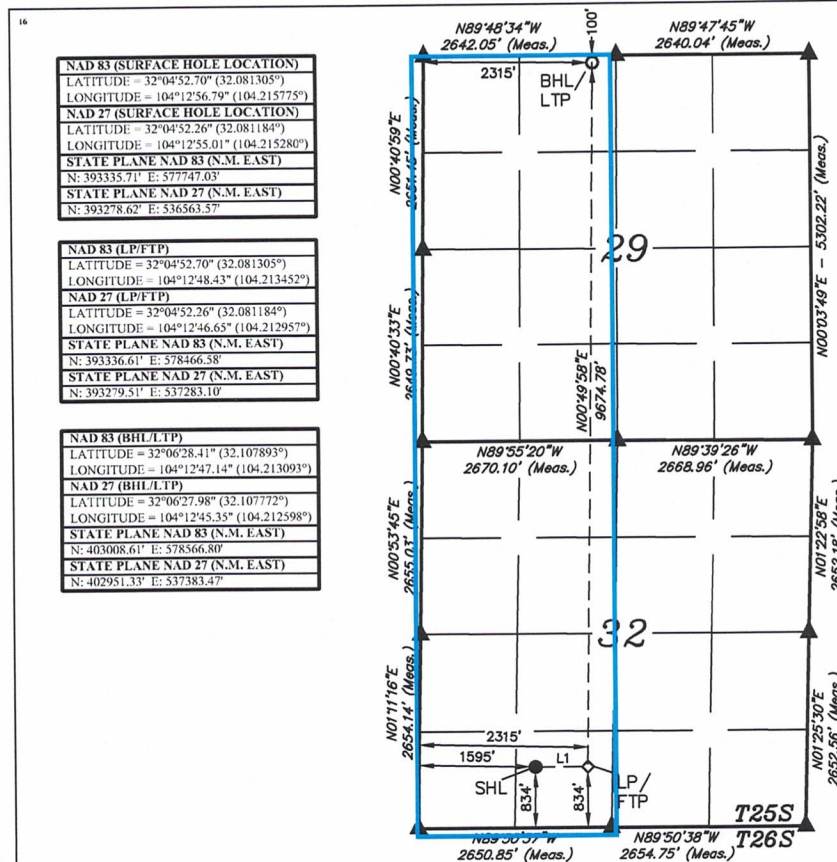 16
NAD 83 (SURFACE HOLE LOCATION)
LATITUDE = 32°04'52.70" (32.081305°)
LONGITUDE = 104°12'56.79" (104.215775°)
NAD 27 (SURFACE HOLE LOCATION)
LATITUDE = 32°04'52.26" (32.081184°)
LONGITUDE = 104°12'55.01" (104.215280°)
STATE PLANE NAD 83 (N.M. EAST)
N: 393335.71' E: 577747.03'
STATE PLANE NAD 27 (N.M. EAST)
N: 393278.62' E: 536563.57'
NAD 83 (LP/FTP)
LATITUDE = 32°04'52.70" (32.081305°)
LONGITUDE = 104°12'48.43" (104.213452°)
NAD 27 (LP/FTP)
LATITUDE = 32°04'52.26" (32.081184°)
LONGITUDE = 104°12'46.65" (104.212957°)
STATE PLANE NAD 83 (N.M. EAST)
N: 393336.61' E: 578466.58'
STATE PLANE NAD 27 (N.M. EAST)
N: 393279.51' E: 537283.10'
NAD 83 (BHL/LTP)
LATITUDE = 32°06'28.41" (32.107893°)
LONGITUDE = 104°12'47.14" (104.213093°)
NAD 27 (BHL/LTP)
LATITUDE = 32°06'27.98" (32.107772°)
LONGITUDE = 104°12'45.35" (104.212598°)
STATE PLANE NAD 83 (N.M. EAST)
N: 403008.61' E: 578566.80'
STATE PLANE NAD 27 (N.M. EAST)
N: 402951.33' E: 537383.47'
N89°48'34"W
2642.05' (Meas.)
100'
N89°47'45"W
2640.04' (Meas.)
2315'
BHL/
LTP
N00°40'59"E
(Meas.)
29
N00°03'49"E – 5302.22' (Meas.)
N00°40'33"E
(Meas.)
N00°49'58"E
9674.78'
N89°55'20"W
2670.10' (Meas.)
N89°39'26"W
2668.96' (Meas.)
N00°53'45"E
2655.03' (Meas.)
N01°22'58"E
(Meas.)
32
N01°11'16"E
2654.14' (Meas.)
N01°25'30"E
2652.56' (Meas.)
2315'
1595'
L1
SHL
834'
834'
LP/
FTP
T25S
T26S
2650.85' (Meas.)
N89°50'38"W
2654.75' (Meas.)